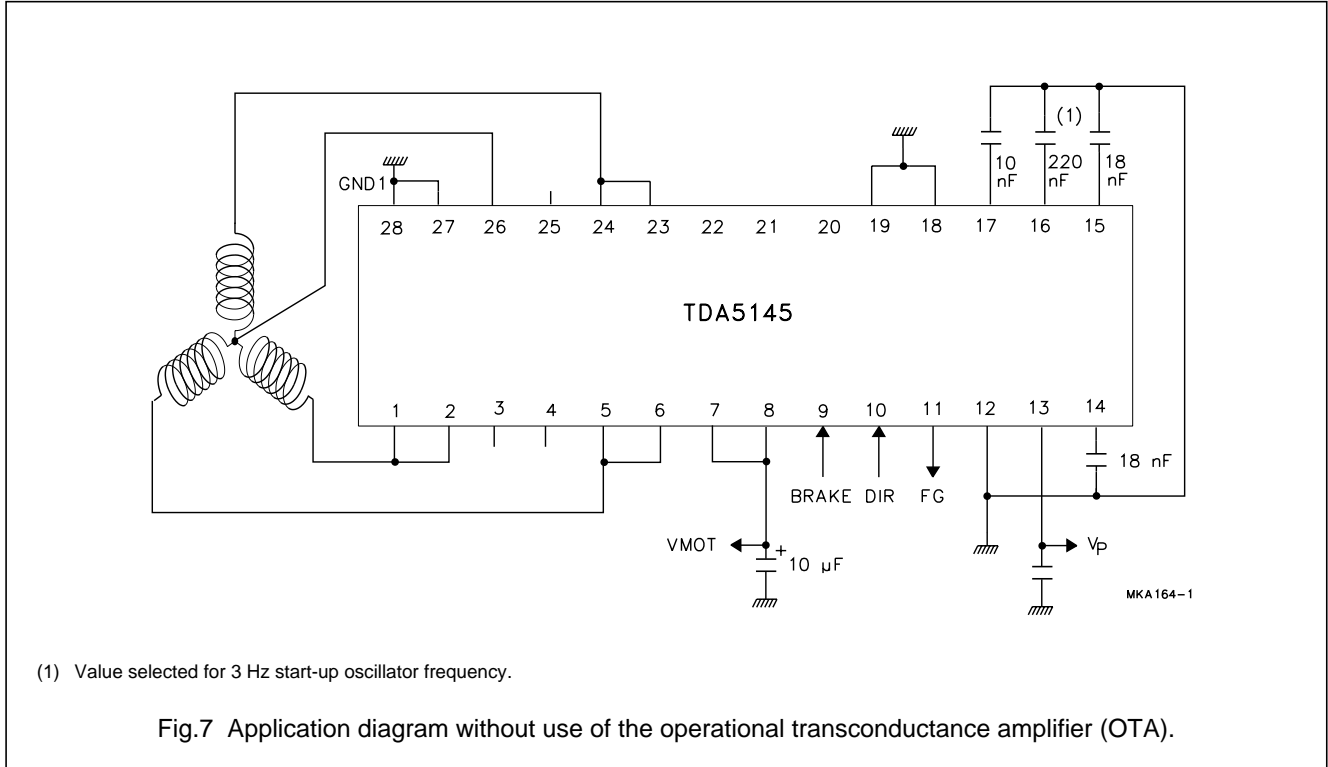 (1)
10 nF
220 nF
18 nF
GND1
28 27 26 25 24 23 22 21 20 19 18 17 16 15
TDA5145
1 2 3 4 5 6 7 8 9 10 11 12 13 14
18 nF
BRAKE DIR FG
VMOT
+
10 µF
VP
MKA164-1
(1) Value selected for 3 Hz start-up oscillator frequency.
Fig.7 Application diagram without use of the operational transconductance amplifier (OTA).